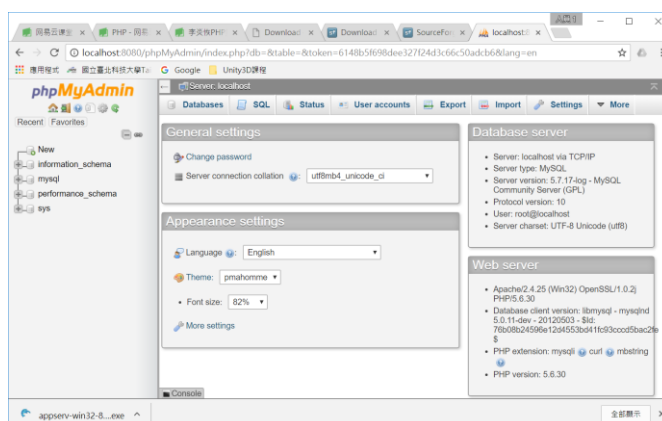 網易云课堂
PHP - 网易
李炎恢PHP
Download
Download
SourceFor
localhost:8
localhost:8080/phpMyAdmin/index.php?db=&table=&token=6148b5f698dee327f24d3c66c50adcb6&lang=en
應用程式
國立臺北科技大學Tai
Google
Unity3D課程
phpMyAdmin
Recent Favorites
New
information_schema
mysql
performance_schema
sys
Server: localhost
Databases SQL Status User accounts Export Import Settings More
General settings
Change password
Server connection collation : utf8mb4_unicode_ci
Appearance settings
Language : English
Theme: pmahomme
• Font size: 82%
More settings
Database server
• Server: localhost via TCP/IP
• Server type: MySQL
• Server version: 5.7.17-log - MySQL
Community Server (GPL)
• Protocol version: 10
• User: root@localhost
• Server charset: UTF-8 Unicode (utf8)
Web server
• Apache/2.4.25 (Win32) OpenSSL/1.0.2j
PHP/5.6.30
• Database client version: libmysql - mysqlnd
5.0.11-dev - 20120503 - $Id:
76b08b24596e12d4553bd41fc93cccd5bac2fe
$
• PHP extension: mysqli curl mbstring
• PHP version: 5.6.30
Console
appserv-win32-8....exe
全部顯示